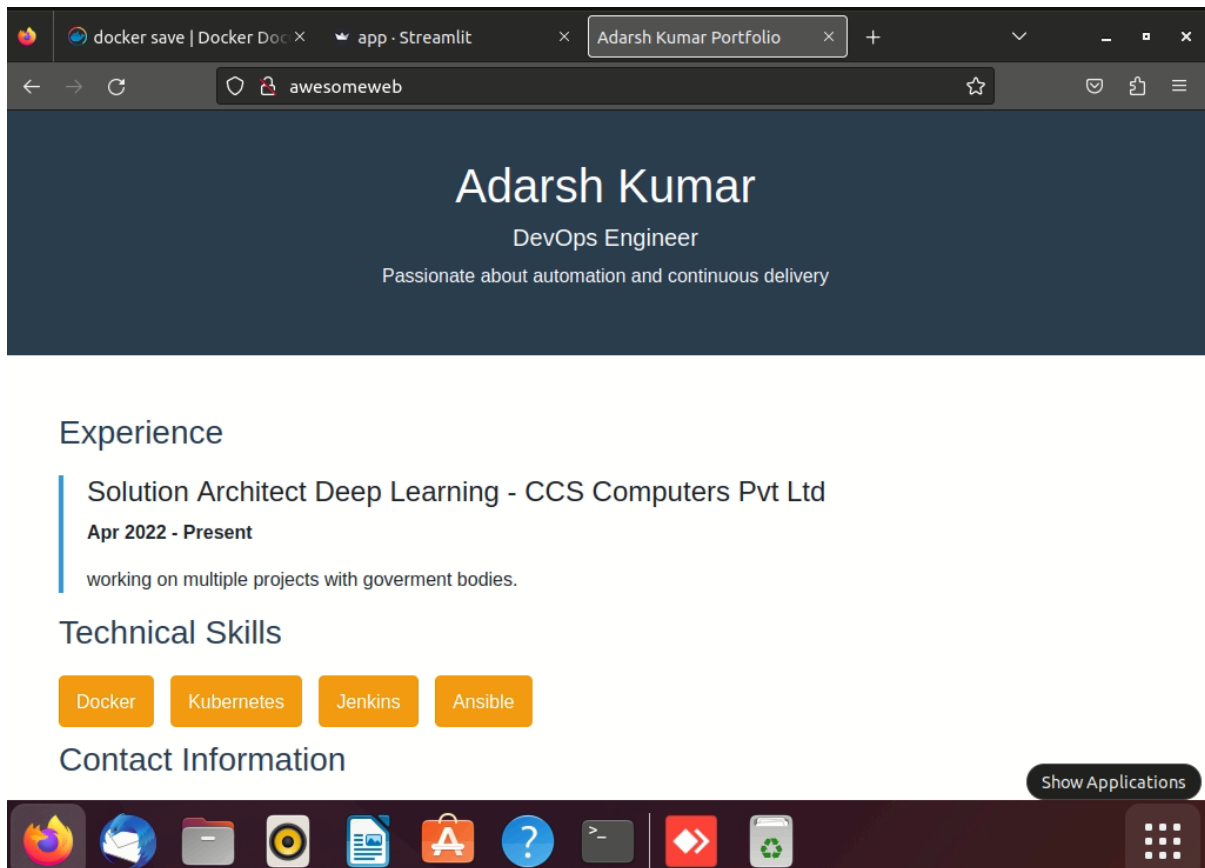 docker save | Docker Doc
app · Streamlit
Adarsh Kumar Portfolio
awesomeweb
Adarsh Kumar
DevOps Engineer
Passionate about automation and continuous delivery
Experience
Solution Architect Deep Learning - CCS Computers Pvt Ltd
Apr 2022 - Present
working on multiple projects with goverment bodies.
Technical Skills
Docker Kubernetes Jenkins Ansible
Contact Information
Show Applications